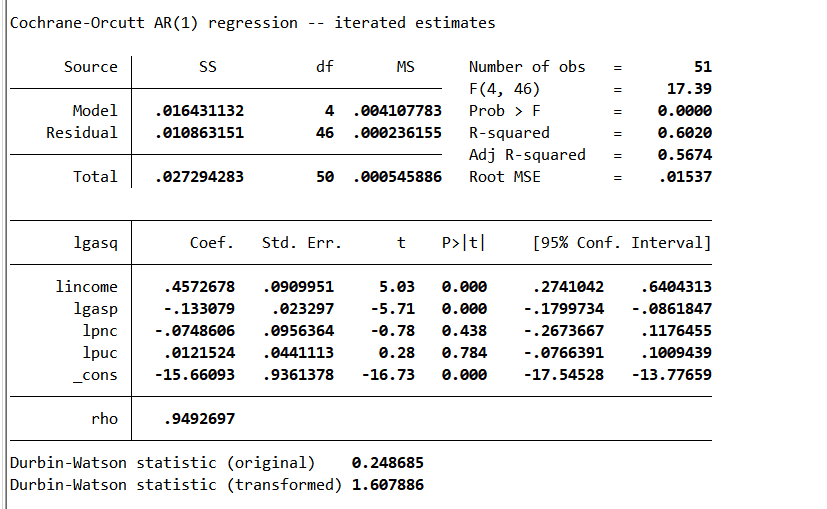 Cochrane-Orcutt AR(1) regression -- iterated estimates
Source SS df MS Number of obs = 51
F(4, 46) = 17.39
Model .016431132 4 .004107783 Prob > F = 0.0000
Residual .010863151 46 .000236155 R-squared = 0.6020
Adj R-squared = 0.5674
Total .027294283 50 .000545886 Root MSE = .01537
lgasq Coef. Std. Err. t P>|t| [95% Conf. Interval]
lincome .4572678 .0909951 5.03 0.000 .2741042 .6404313
lgasp -.133079 .023297 -5.71 0.000 -.1799734 -.0861847
lpnc -.0748606 .0956364 -0.78 0.438 -.2673667 .1176455
lpuc .0121524 .0441113 0.28 0.784 -.0766391 .1009439
_cons -15.66093 .9361378 -16.73 0.000 -17.54528 -13.77659
rho .9492697
Durbin-Watson statistic (original) 0.248685
Durbin-Watson statistic (transformed) 1.607886